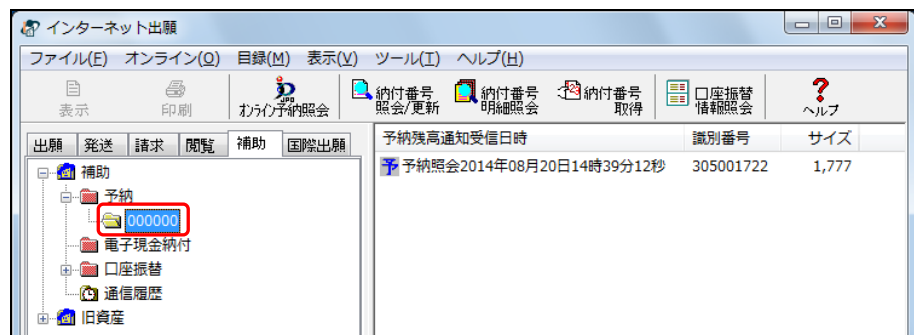 インターネット出願
ファイル(F) オンライン(O) 目録(M) 表示(V) ツール(T) ヘルプ(H)
表示
印刷
jpo
オンライン予納照会
納付番号
照会/更新
納付番号
明細照会
納付番号
取得
口座振替
情報照会
ヘルプ
出願 発送 請求 閲覧 補助 国際出願
補助
予納
000000
電子現金納付
口座振替
通信履歴
旧資産
予納残高通知受信日時 識別番号 サイズ
予 予納照会2014年08月20日14時39分12秒 305001722 1,777